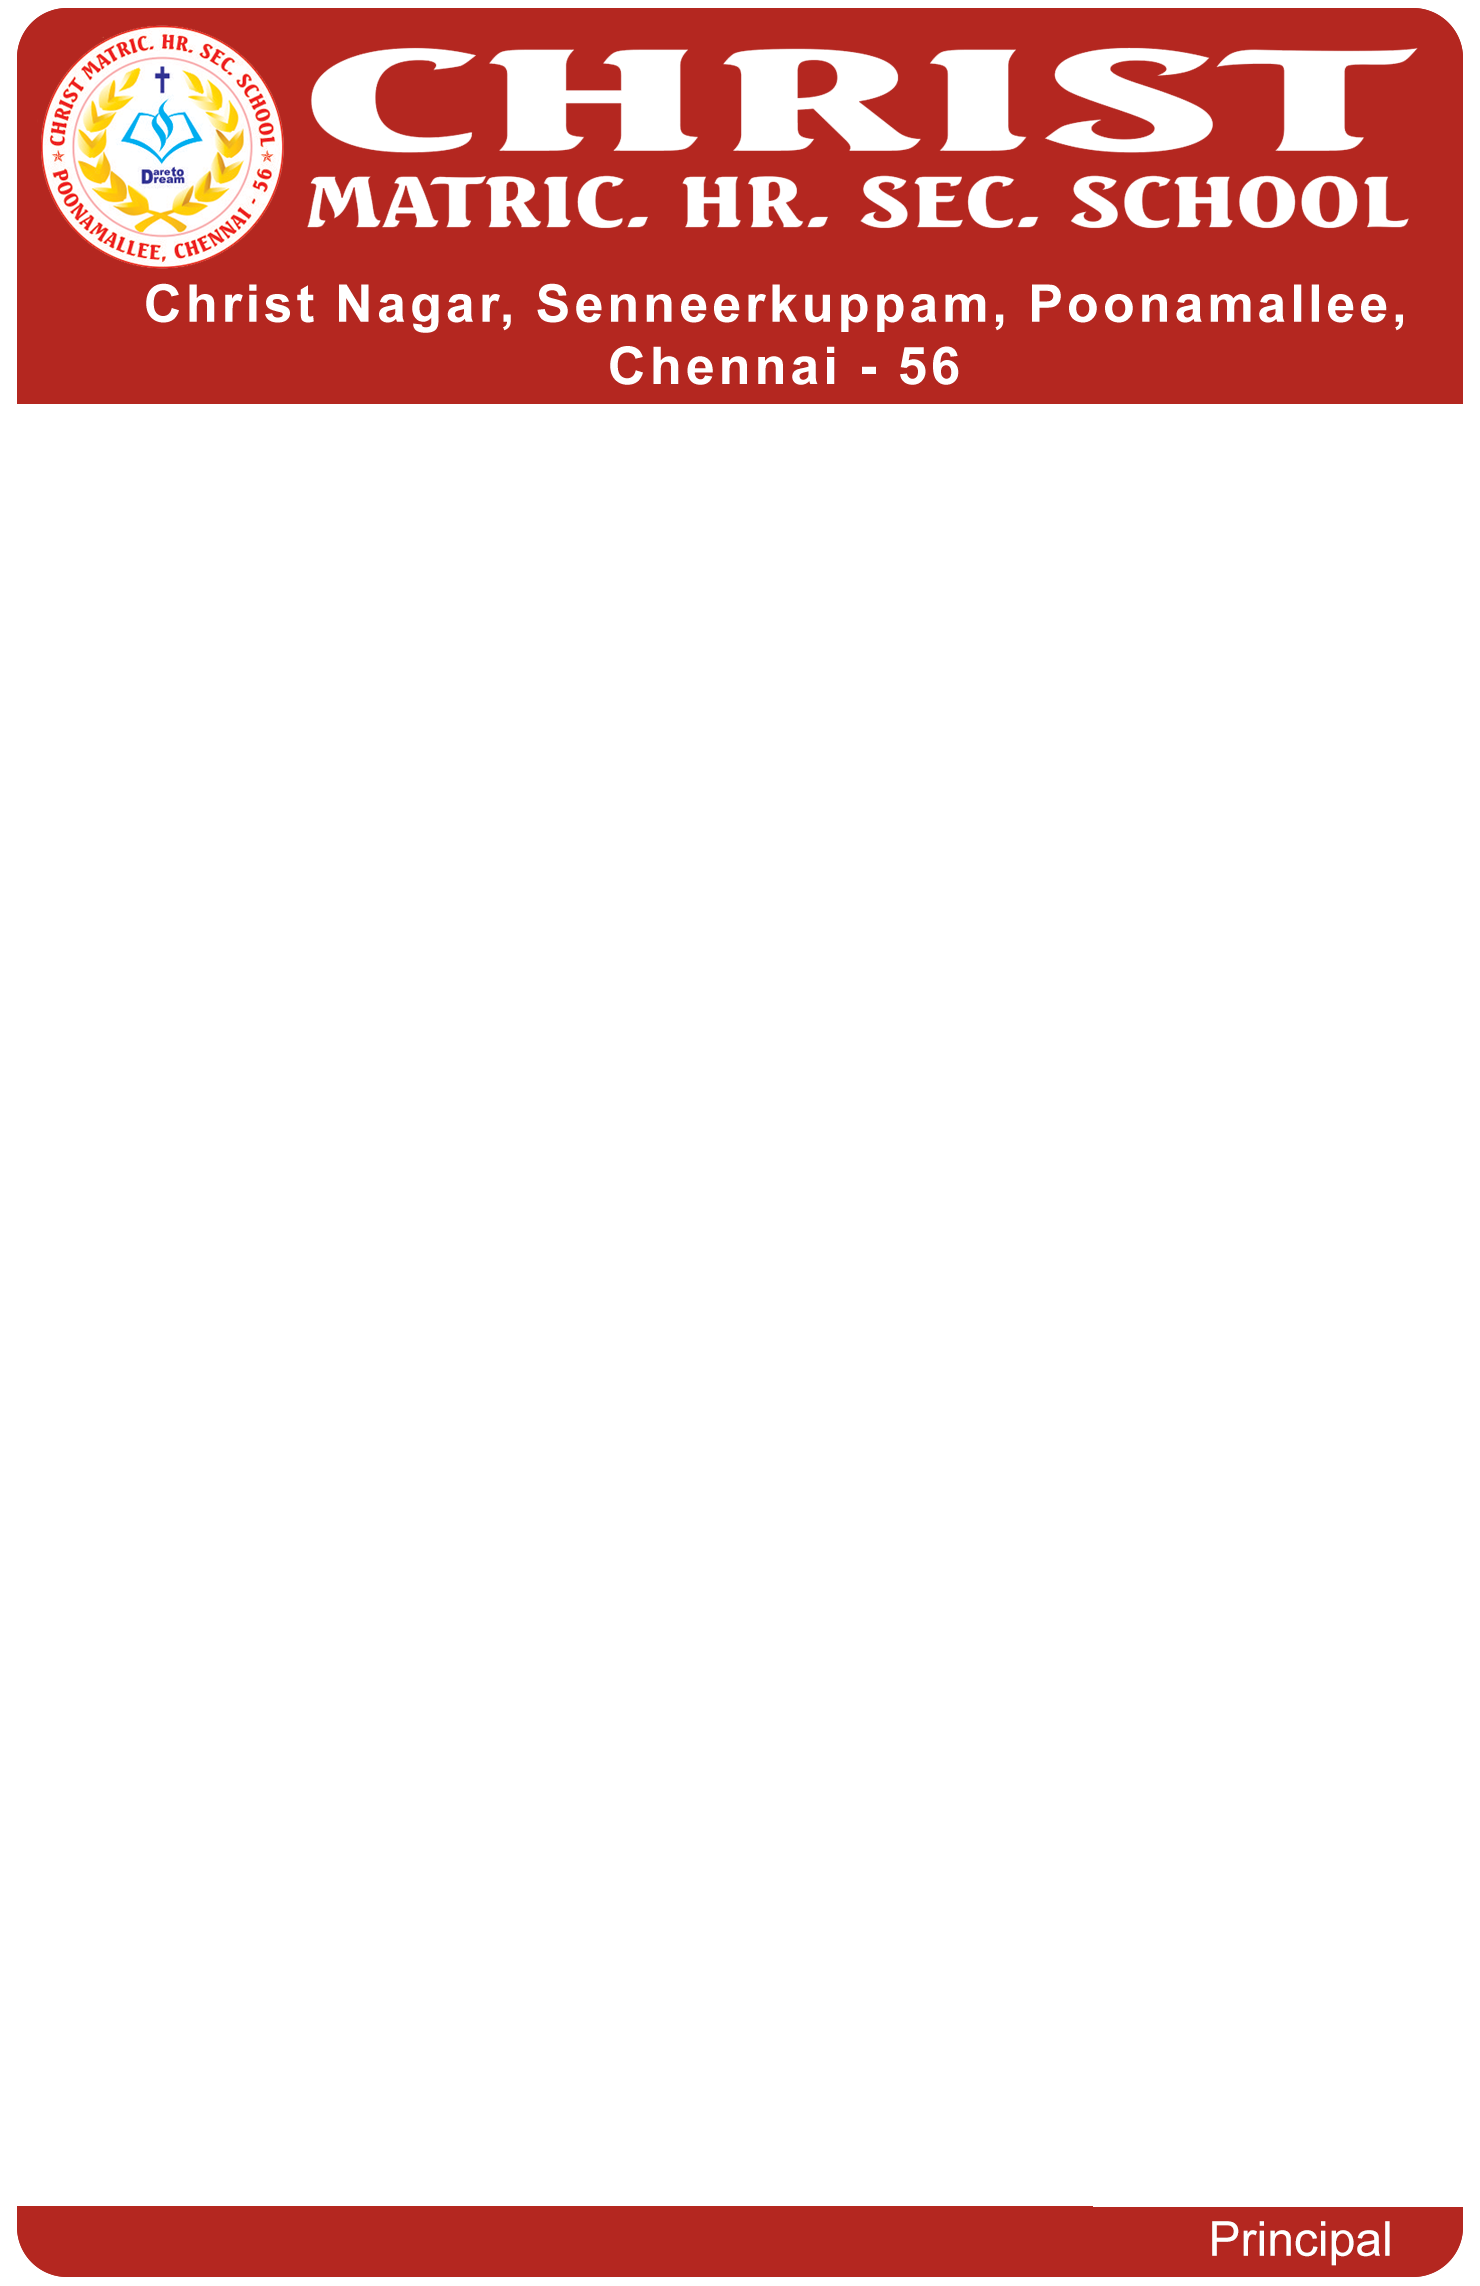 CHRIST MATRIC. HR. SEC. SCHOOL
POONAMALLEE, CHENNAI - 56
Dare to
Dream
CHRIST
MATRIC. HR. SEC. SCHOOL
Christ Nagar, Senneerkuppam, Poonamallee,
Chennai - 56
Principal